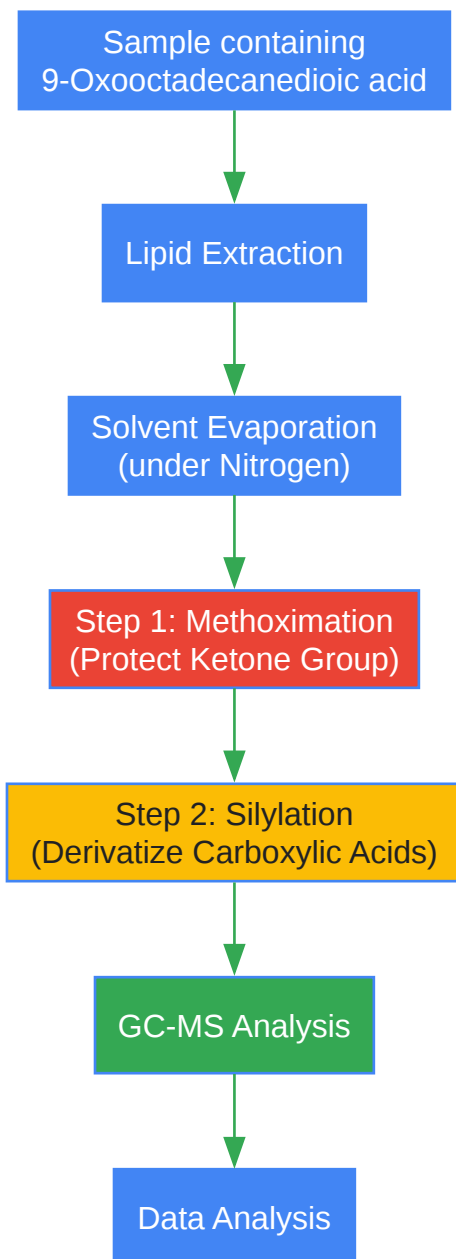 Sample containing
9-Oxooctadecanedioic acid
Lipid Extraction
Solvent Evaporation
(under Nitrogen)
Step 1: Methoximation
(Protect Ketone Group)
Step 2: Silylation
(Derivatize Carboxylic Acids)
GC-MS Analysis
Data Analysis